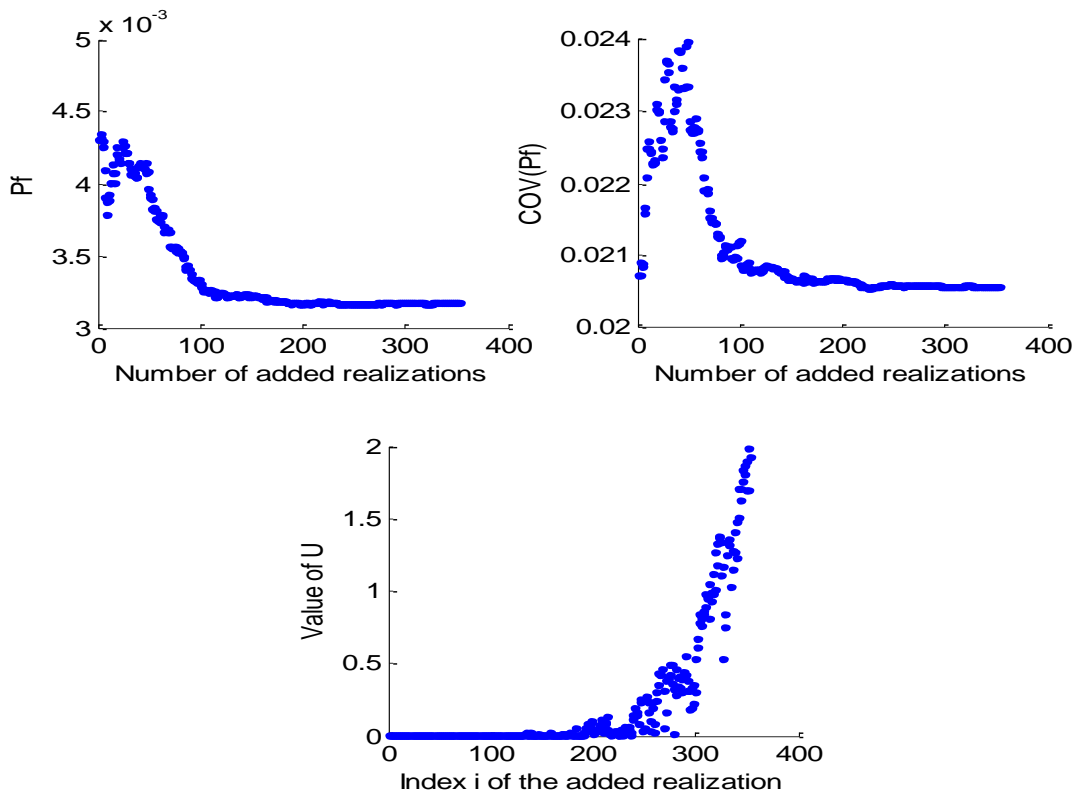 x 10^-3
5
4.5
4
3.5
3
0 100 200 300 400
Pf
Number of added realizations
0.024
0.023
0.022
0.021
0.02
0 100 200 300 400
COV(Pf)
Number of added realizations
2
1.5
1
0.5
0
0 100 200 300 400
Value of U
Index i of the added realization